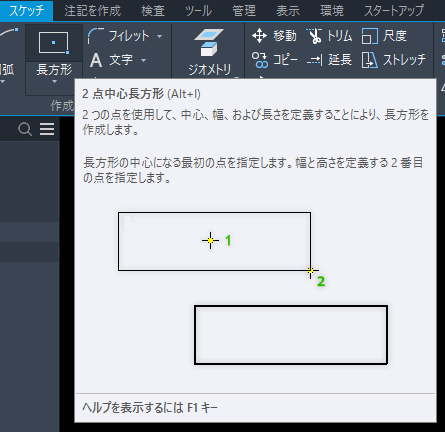 スケッチ 注記を作成 検査 ツール 管理 表示 環境 スタートアップ
フィレット 移動 トリム 尺度
円弧 長方形 文字 ジオメトリ コピー 延長 ストレッチ
作成
2 点中心長方形 (Alt+I)
2 つの点を使用して、中心、幅、および長さを定義することにより、長方形を
作成します。
長方形の中心になる最初の点を指定します。幅と高さを定義する 2 番目
の点を指定します。
1
2
ヘルプを表示するには F1 キー